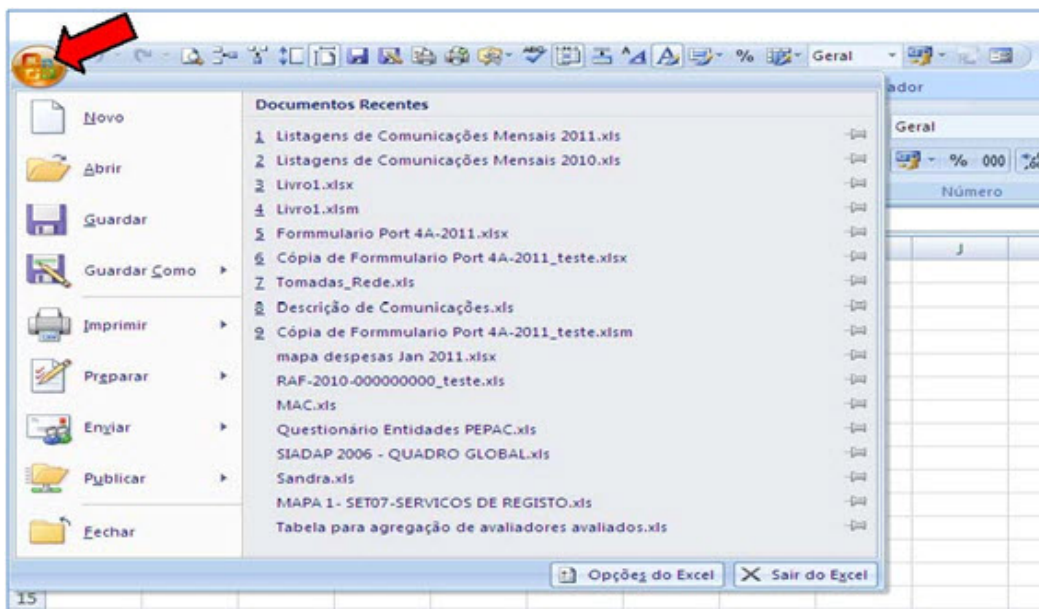 Geral
ador
Novo
Abrir
Guardar
Guardar Como
Imprimir
Preparar
Enviar
Publicar
Fechar
Documentos Recentes
1 Listagens de Comunicações Mensais 2011.xls
2 Listagens de Comunicações Mensais 2010.xls
3 Livro1.xlsx
4 Livro1.xlsm
5 Formmulario Port 4A-2011.xlsx
6 Cópia de Formmulario Port 4A-2011_teste.xlsx
7 Tomadas_Rede.xls
8 Descrição de Comunicações.xls
9 Cópia de Formmulario Port 4A-2011_teste.xlsm
mapa despesas Jan 2011.xlsx
RAF-2010-000000000_teste.xls
MAC.xls
Questionário Entidades PEPAC.xls
SIADAP 2006 - QUADRO GLOBAL.xls
Sandra.xls
MAPA 1- SET07-SERVICOS DE REGISTO.xls
Tabela para agregação de avaliadores avaliados.xls
Opções do Excel
Sair do Excel
Geral
% 000
Número
J
15